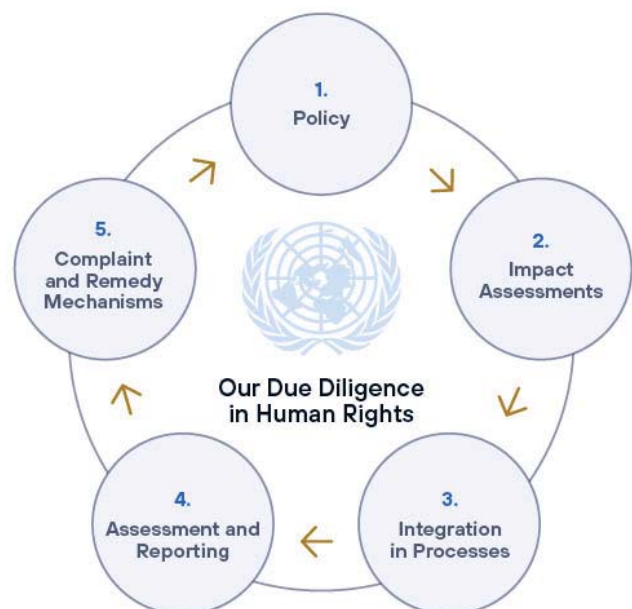 1.
Policy
2.
Impact
Assessments
3.
Integration
in Processes
4.
Assessment and
Reporting
5.
Complaint
and Remedy
Mechanisms
Our Due Diligence
in Human Rights